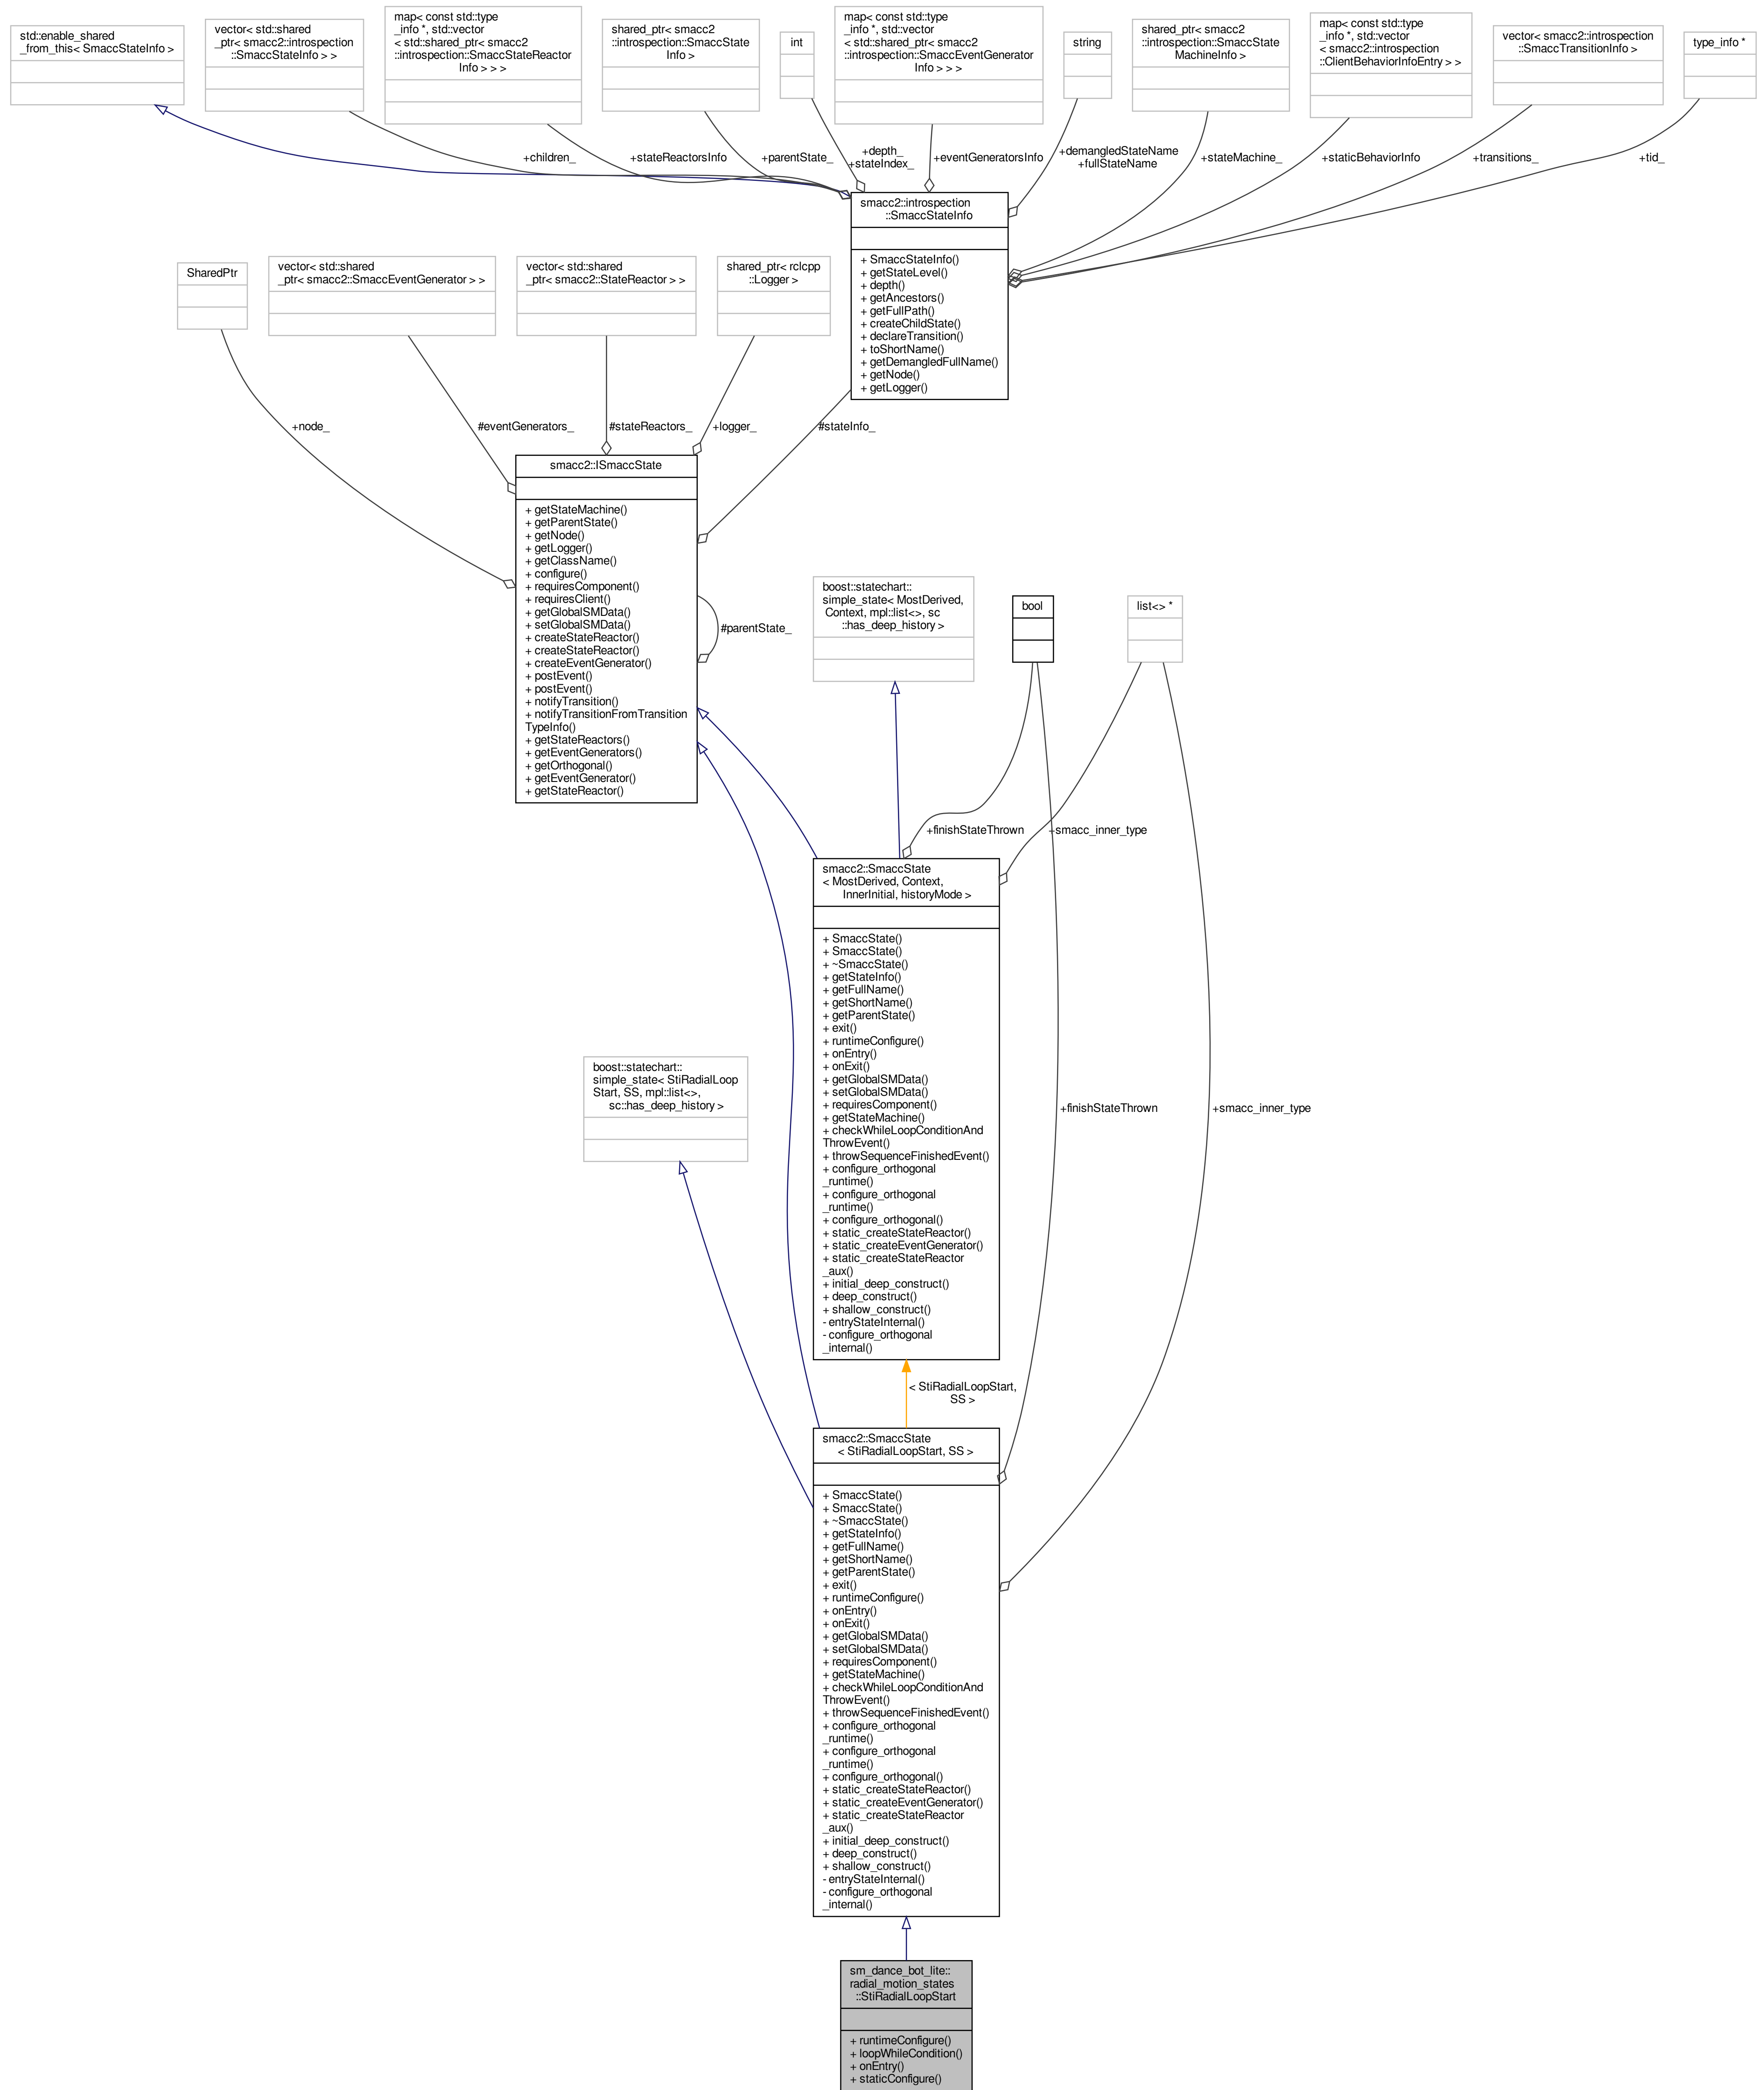 std::enable_shared
_from_this< SmaccStateInfo >
vector< std::shared
_ptr< smacc2::introspection
::SmaccStateInfo > >
map< const std::type
_info *, std::vector
< std::shared_ptr< smacc2
::introspection::SmaccStateReactor
Info > > >
shared_ptr< smacc2
::introspection::SmaccState
Info >
int
map< const std::type
_info *, std::vector
< std::shared_ptr< smacc2
::introspection::SmaccEventGenerator
Info > > >
string
shared_ptr< smacc2
::introspection::SmaccState
MachineInfo >
map< const std::type
_info *, std::vector
< smacc2::introspection
::ClientBehaviorInfoEntry > >
vector< smacc2::introspection
::SmaccTransitionInfo >
type_info *
+children_
+stateReactorsInfo
+parentState_
+depth_
+stateIndex_
+eventGeneratorsInfo
+demangledStateName
+fullStateName
+stateMachine_
+staticBehaviorInfo
+transitions_
+tid_
smacc2::introspection
::SmaccStateInfo
+ SmaccStateInfo()
+ getStateLevel()
+ depth()
+ getAncestors()
+ getFullPath()
+ createChildState()
+ declareTransition()
+ toShortName()
+ getDemangledFullName()
+ getNode()
+ getLogger()
SharedPtr
vector< std::shared
_ptr< smacc2::SmaccEventGenerator > >
vector< std::shared
_ptr< smacc2::StateReactor > >
shared_ptr< rclcpp
::Logger >
+node_
#eventGenerators_
#stateReactors_
+logger_
#stateInfo_
smacc2::ISmaccState
+ getStateMachine()
+ getParentState()
+ getNode()
+ getLogger()
+ getClassName()
+ configure()
+ requiresComponent()
+ requiresClient()
+ getGlobalSMData()
+ setGlobalSMData()
+ createStateReactor()
+ createStateReactor()
+ createEventGenerator()
+ postEvent()
+ postEvent()
+ notifyTransition()
+ notifyTransitionFromTransition
TypeInfo()
+ getStateReactors()
+ getEventGenerators()
+ getOrthogonal()
+ getEventGenerator()
+ getStateReactor()
#parentState_
boost::statechart::
simple_state< MostDerived,
Context, mpl::list<>, sc
::has_deep_history >
bool
list<> *
+finishStateThrown
+smacc_inner_type
smacc2::SmaccState
< MostDerived, Context,
InnerInitial, historyMode >
+ SmaccState()
+ SmaccState()
+ ~SmaccState()
+ getStateInfo()
+ getFullName()
+ getShortName()
+ getParentState()
+ exit()
+ runtimeConfigure()
+ onEntry()
+ onExit()
+ getGlobalSMData()
+ setGlobalSMData()
+ requiresComponent()
+ getStateMachine()
+ checkWhileLoopConditionAnd
ThrowEvent()
+ throwSequenceFinishedEvent()
+ configure_orthogonal
_runtime()
+ configure_orthogonal
_runtime()
+ configure_orthogonal()
+ static_createStateReactor()
+ static_createEventGenerator()
+ static_createStateReactor
_aux()
+ initial_deep_construct()
+ deep_construct()
+ shallow_construct()
- entryStateInternal()
- configure_orthogonal
_internal()
boost::statechart::
simple_state< StiRadialLoop
Start, SS, mpl::list<>,
sc::has_deep_history >
+finishStateThrown
+smacc_inner_type
< StiRadialLoopStart,
SS >
smacc2::SmaccState
< StiRadialLoopStart, SS >
+ SmaccState()
+ SmaccState()
+ ~SmaccState()
+ getStateInfo()
+ getFullName()
+ getShortName()
+ getParentState()
+ exit()
+ runtimeConfigure()
+ onEntry()
+ onExit()
+ getGlobalSMData()
+ setGlobalSMData()
+ requiresComponent()
+ getStateMachine()
+ checkWhileLoopConditionAnd
ThrowEvent()
+ throwSequenceFinishedEvent()
+ configure_orthogonal
_runtime()
+ configure_orthogonal
_runtime()
+ configure_orthogonal()
+ static_createStateReactor()
+ static_createEventGenerator()
+ static_createStateReactor
_aux()
+ initial_deep_construct()
+ deep_construct()
+ shallow_construct()
- entryStateInternal()
- configure_orthogonal
_internal()
sm_dance_bot_lite::
radial_motion_states
::StiRadialLoopStart
+ runtimeConfigure()
+ loopWhileCondition()
+ onEntry()
+ staticConfigure()